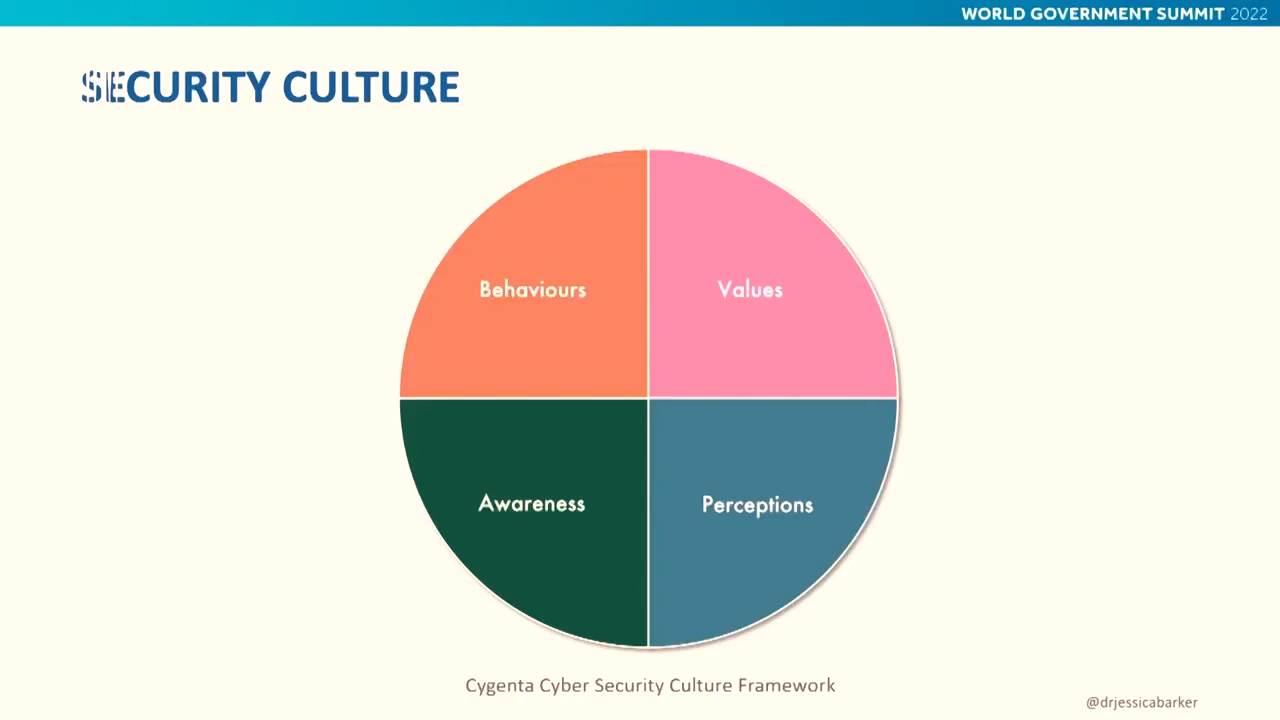 WORLD GOVERNMENT SUMMIT 2022
SECURITY CULTURE
Behaviours
Values
Awareness
Perceptions
Cygenta Cyber Security Culture Framework
@drjessicabarker